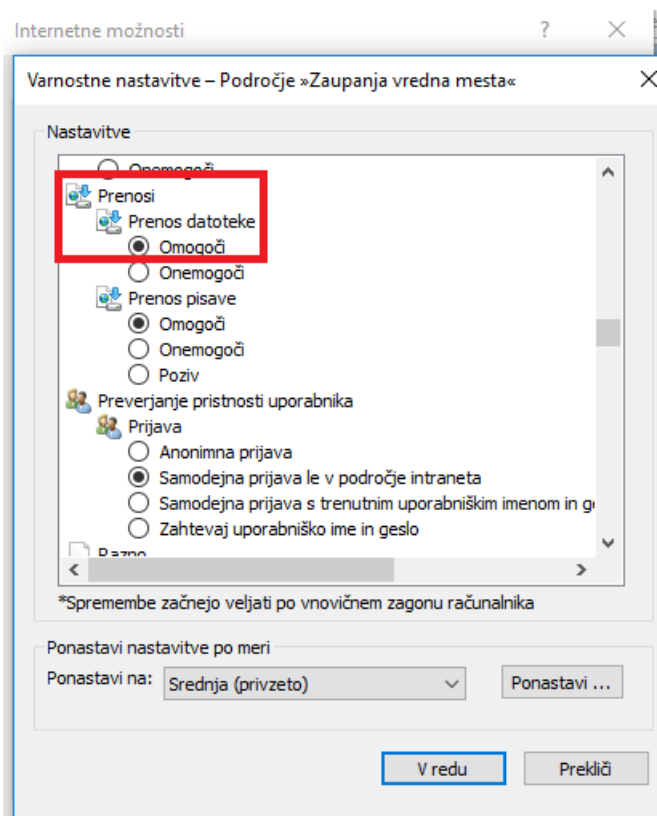 Internetne možnosti
Varnostne nastavitve – Področje »Zaupanja vredna mesta«
Nastavitve
Onemogoči
Prenosi
Prenos datoteke
Omogoči
Onemogoči
Prenos pisave
Omogoči
Onemogoči
Poziv
Preverjanje pristnosti uporabnika
Prijava
Anonimna prijava
Samodejna prijava le v področje intraneta
Samodejna prijava s trenutnim uporabniškim imenom in
Zahtevaj uporabniško ime in geslo
Razno
*Spremembe začnejo veljati po vnovičnem zagonu računalnika
Ponastavi nastavitve po meri
Ponastavi na: Srednja (privzeto) Ponastavi ...
V redu Prekliči